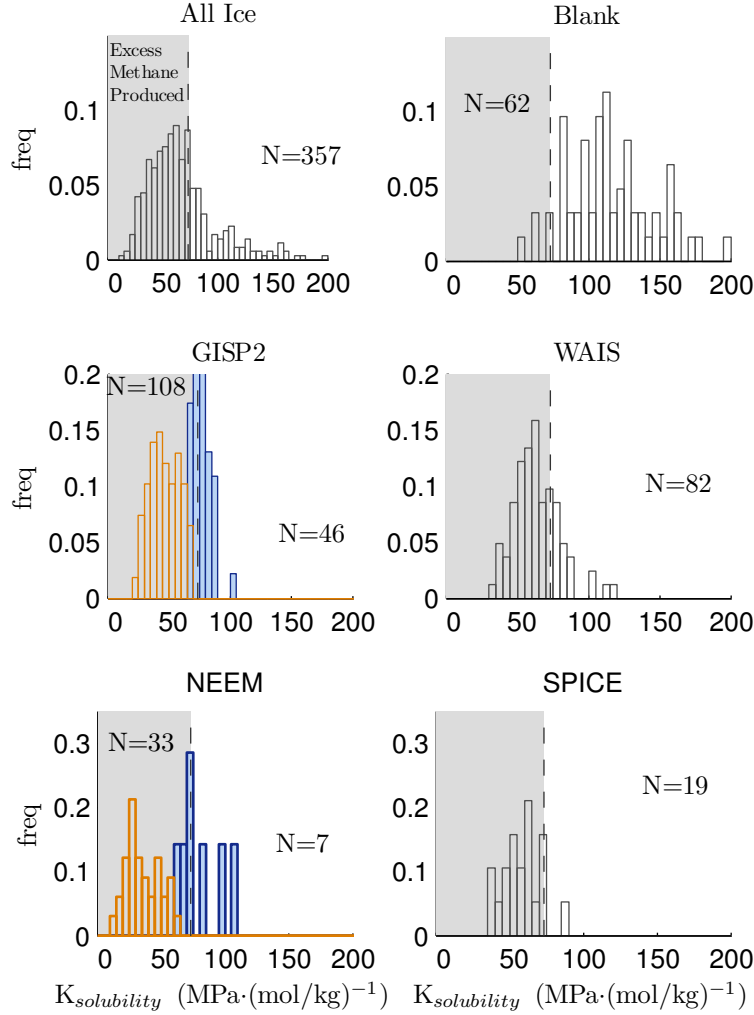 All Ice
Blank
Excess
Methane
Produced
N=357
freq
0.1
0.05
0
0 50 100 150 200
N=62
0.1
0.05
0
0 50 100 150 200
GISP2
WAIS
N=108
N=46
freq
0.2
0.15
0.1
0.05
0
0 50 100 150 200
N=82
0.2
0.15
0.1
0.05
0
0 50 100 150 200
NEEM
SPICE
N=33
N=7
freq
0.3
0.2
0.1
0
0 50 100 150 200
K_solubility (MPa·(mol/kg)⁻¹
N=19
0.3
0.2
0.1
0
0 50 100 150 200
K_solubility (MPa·(mol/kg)⁻¹